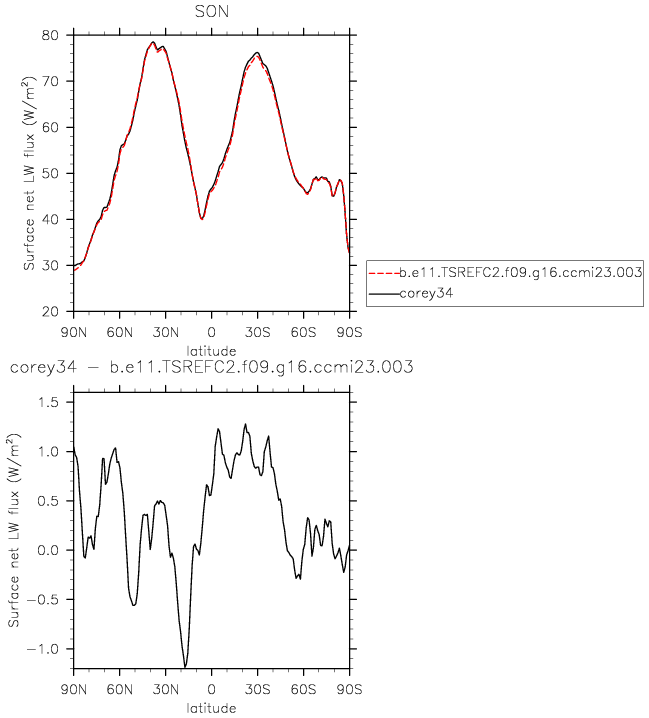 SON
80
70
60
50
40
30
20
Surface net LW flux (W/m²)
90N 60N 30N 0 30S 60S 90S
latitude
b.e11.TSREFC2.f09.g16.ccmi23.003
corey34
corey34 – b.e11.TSREFC2.f09.g16.ccmi23.003
1.5
1.0
0.5
0.0
−0.5
−1.0
Surface net LW flux (W/m²)
90N 60N 30N 0 30S 60S 90S
latitude